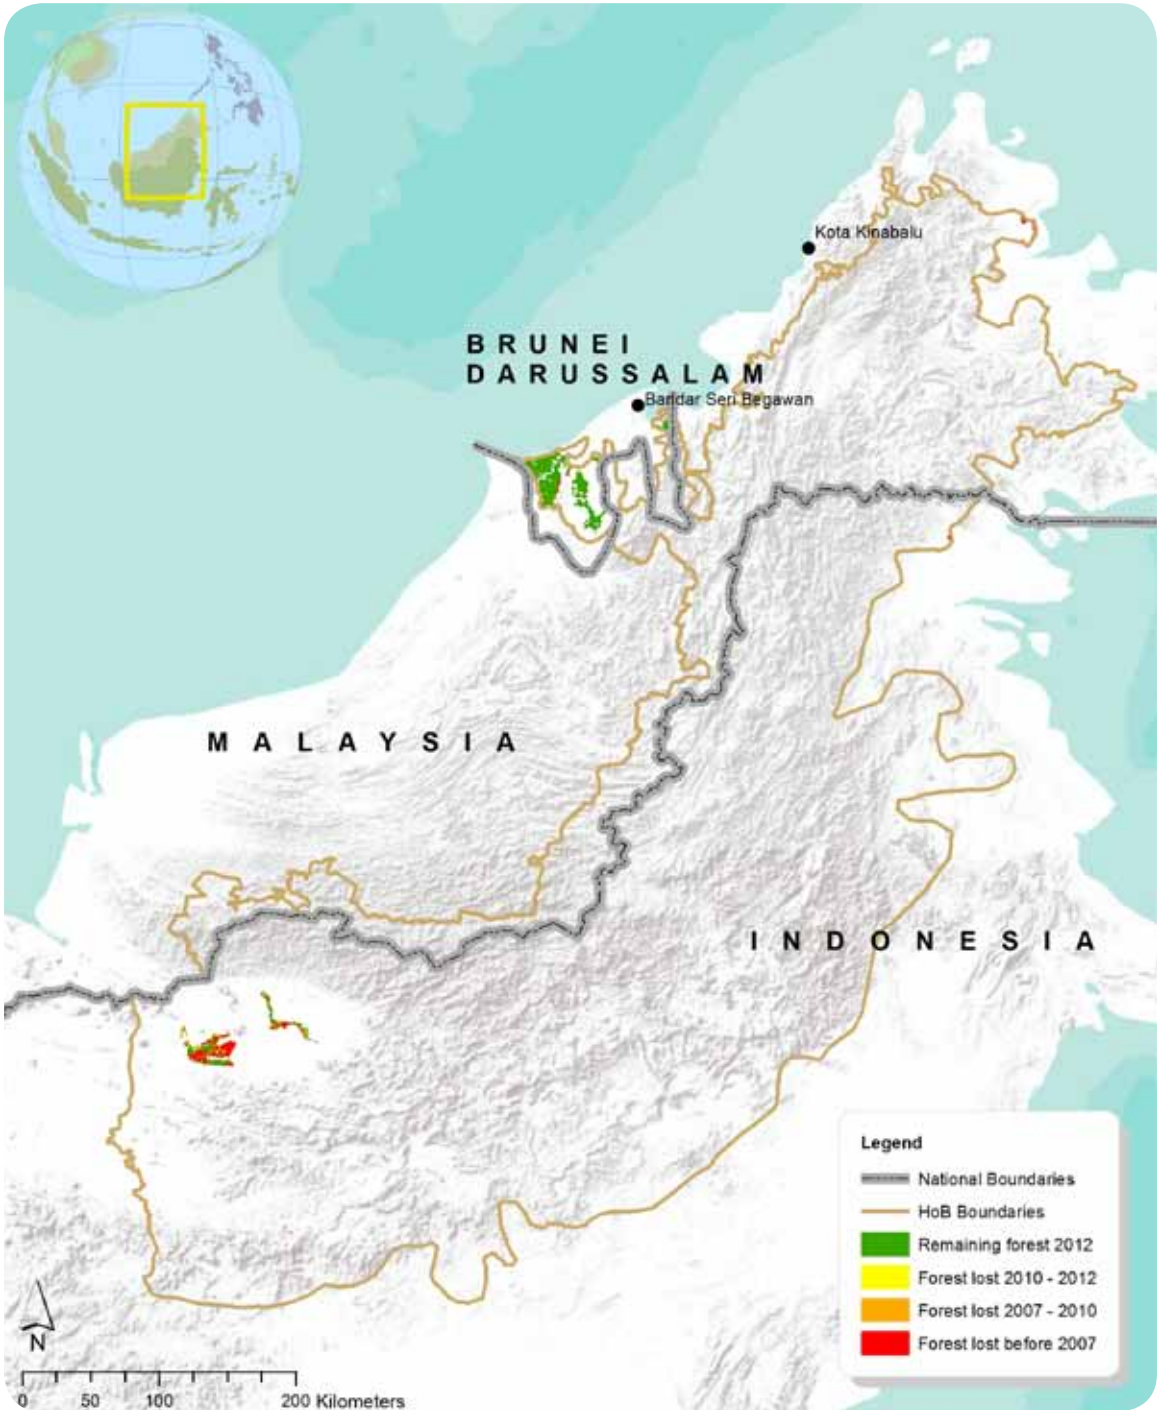 Kota Kinabalu
BRUNEI
DARUSSALAM
Bandar Seri Begawan
MALAYSIA
INDONESIA
Legend
National Boundaries
HoB Boundaries
Remaining forest 2012
Forest lost 2010 - 2012
Forest lost 2007 - 2010
Forest lost before 2007
N
0 50 100 200 Kilometers